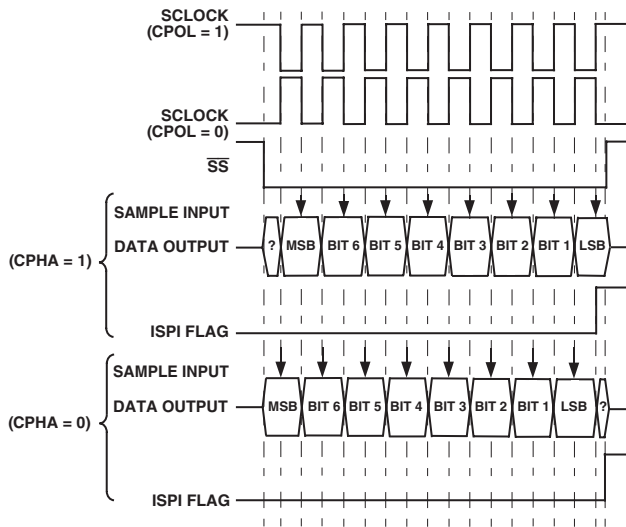 SCLOCK
(CPOL = 1)
SCLOCK
(CPOL = 0)
SS
SAMPLE INPUT
DATA OUTPUT
? MSB BIT 6 BIT 5 BIT 4 BIT 3 BIT 2 BIT 1 LSB
(CPHA = 1)
ISPI FLAG
SAMPLE INPUT
DATA OUTPUT
MSB BIT 6 BIT 5 BIT 4 BIT 3 BIT 2 BIT 1 LSB ?
(CPHA = 0)
ISPI FLAG